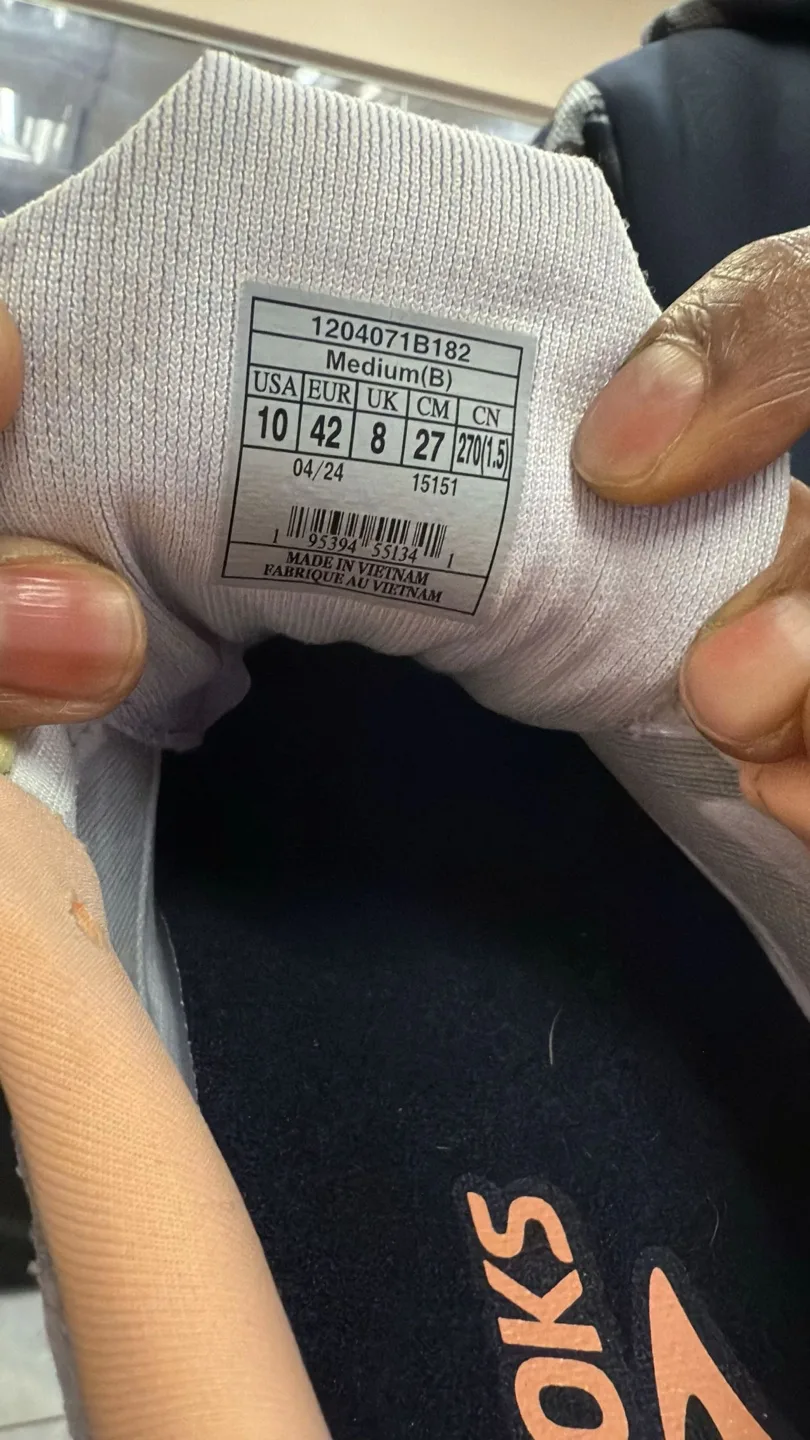 1204071B182
Medium(B)
USA EUR UK CM CN
10 42 8 27 270(1.5)
04/24 15151
1 95394 55134 1
MADE IN VIETNAM
FABRIQUE AU VIETNAM
OKS